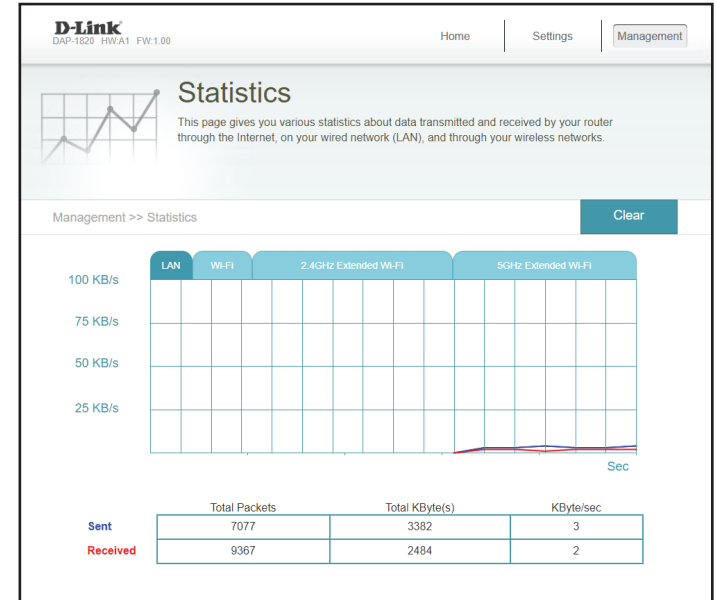 D-Link
DAP-1820 HW:A1 FW:1.00
Home
Settings
Management
Statistics
This page gives you various statistics about data transmitted and received by your router
through the Internet, on your wired network (LAN), and through your wireless networks.
Management >> Statistics
Clear
LAN
Wi-Fi
2.4GHz Extended Wi-Fi
5GHz Extended Wi-Fi
100 KB/s
75 KB/s
50 KB/s
25 KB/s
Sec
Total Packets Total KByte(s) KByte/sec
Sent 7077 3382 3
Received 9367 2484 2